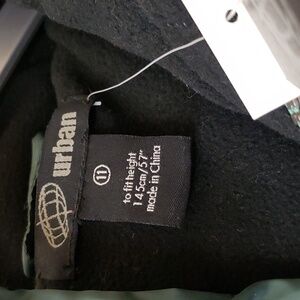 urban
11
to fit height
145cm/57"
made in China